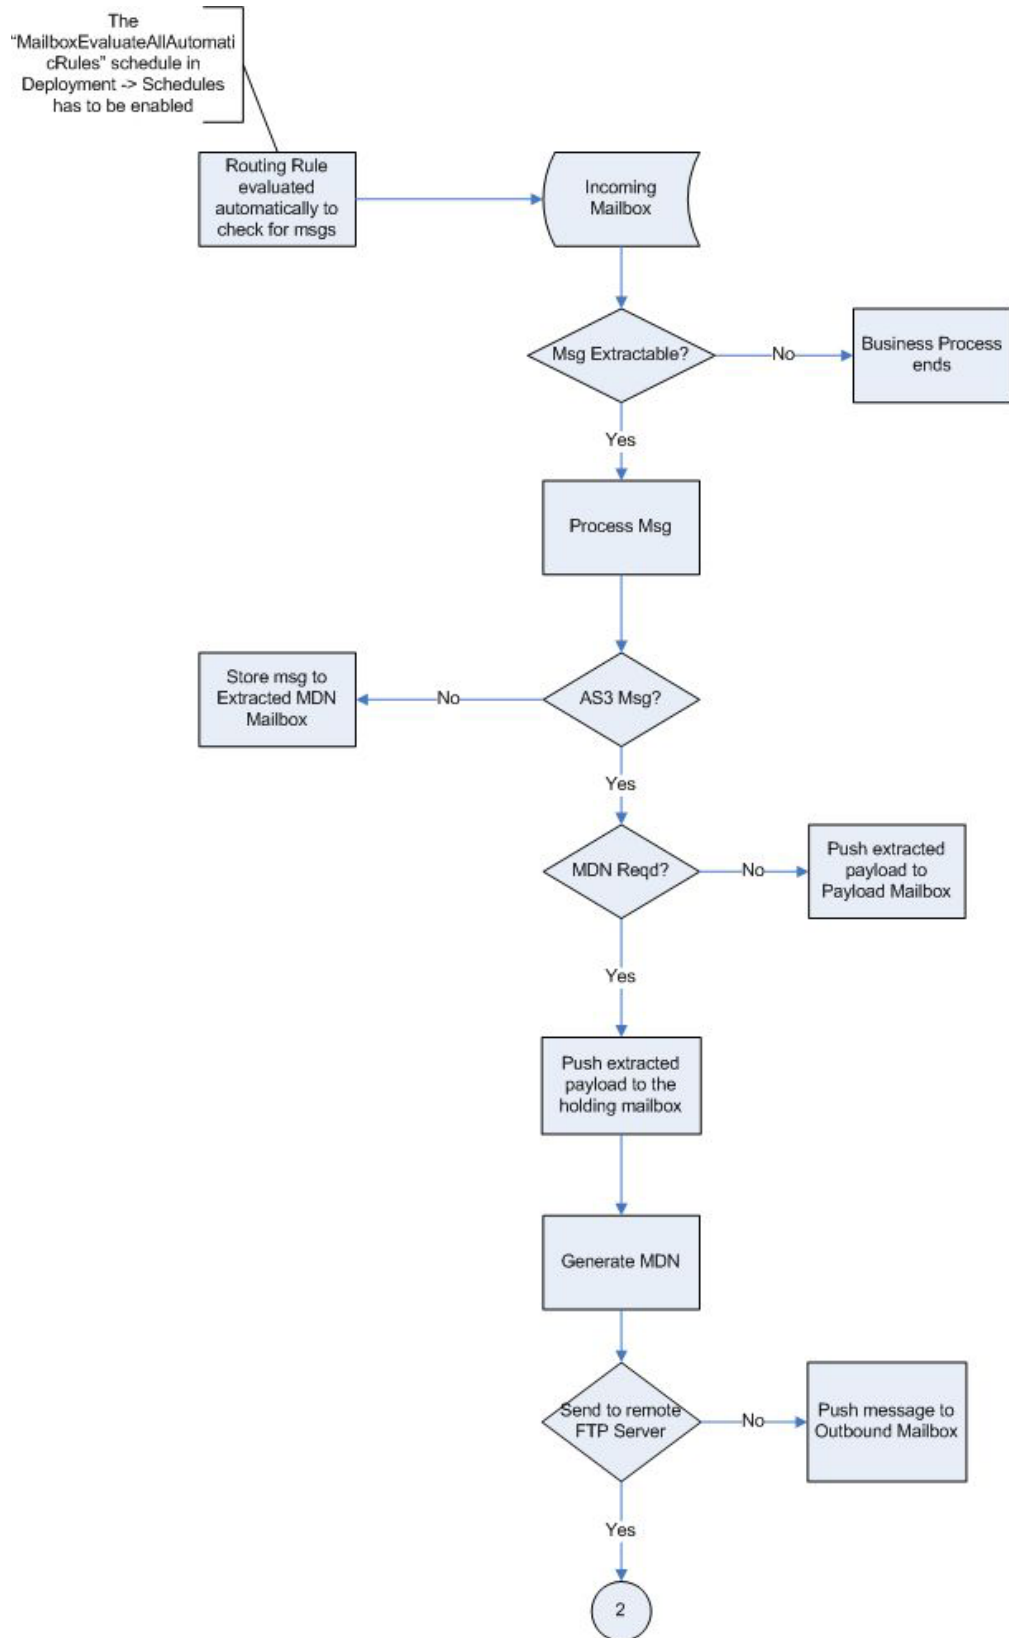 The
“MailboxEvaluateAllAutomati
cRules” schedule in
Deployment -> Schedules
has to be enabled
Routing Rule
evaluated
automatically to
check for msgs
Incoming
Mailbox
Msg Extractable?
No
Business Process
ends
Yes
Process Msg
AS3 Msg?
No
Store msg to
Extracted MDN
Mailbox
Yes
MDN Reqd?
No
Push extracted
payload to
Payload Mailbox
Yes
Push extracted
payload to the
holding mailbox
Generate MDN
Send to remote
FTP Server
No
Push message to
Outbound Mailbox
Yes
2